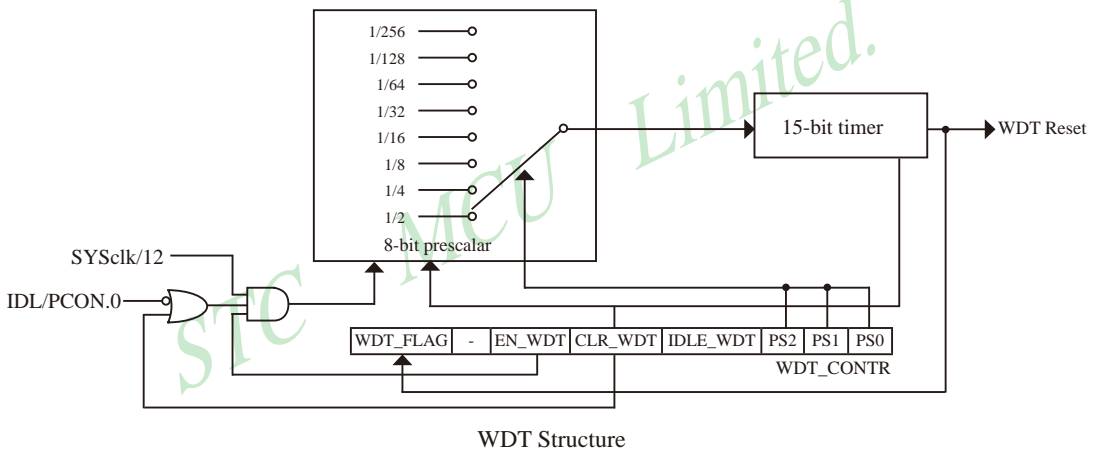 1/256
1/128
1/64
1/32
1/16
1/8
1/4
1/2
8-bit prescalar
15-bit timer
WDT Reset
SYSclk/12
IDL/PCON.0
WDT_FLAG - EN_WDT CLR_WDT IDLE_WDT PS2 PS1 PS0
WDT_CONTR
WDT Structure
STC MCU Limited.